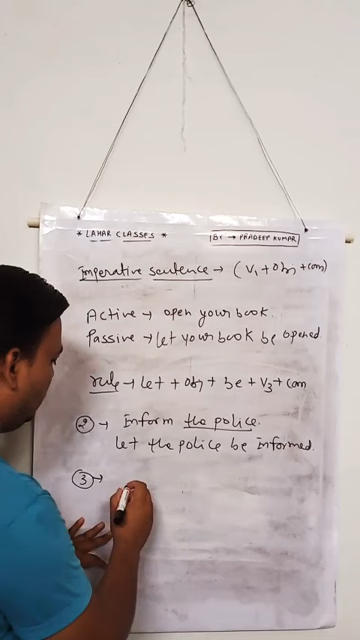 * LAHAR CLASSES *
By → PRADEEP KUMAR
Imperative sentence → (V₁ + Obj + com)
Active → open your book.
Passive → let your book be opened
rule → let + Obj + be + V₃ + com
② → Inform the police.
let the police be Informed.
③ →